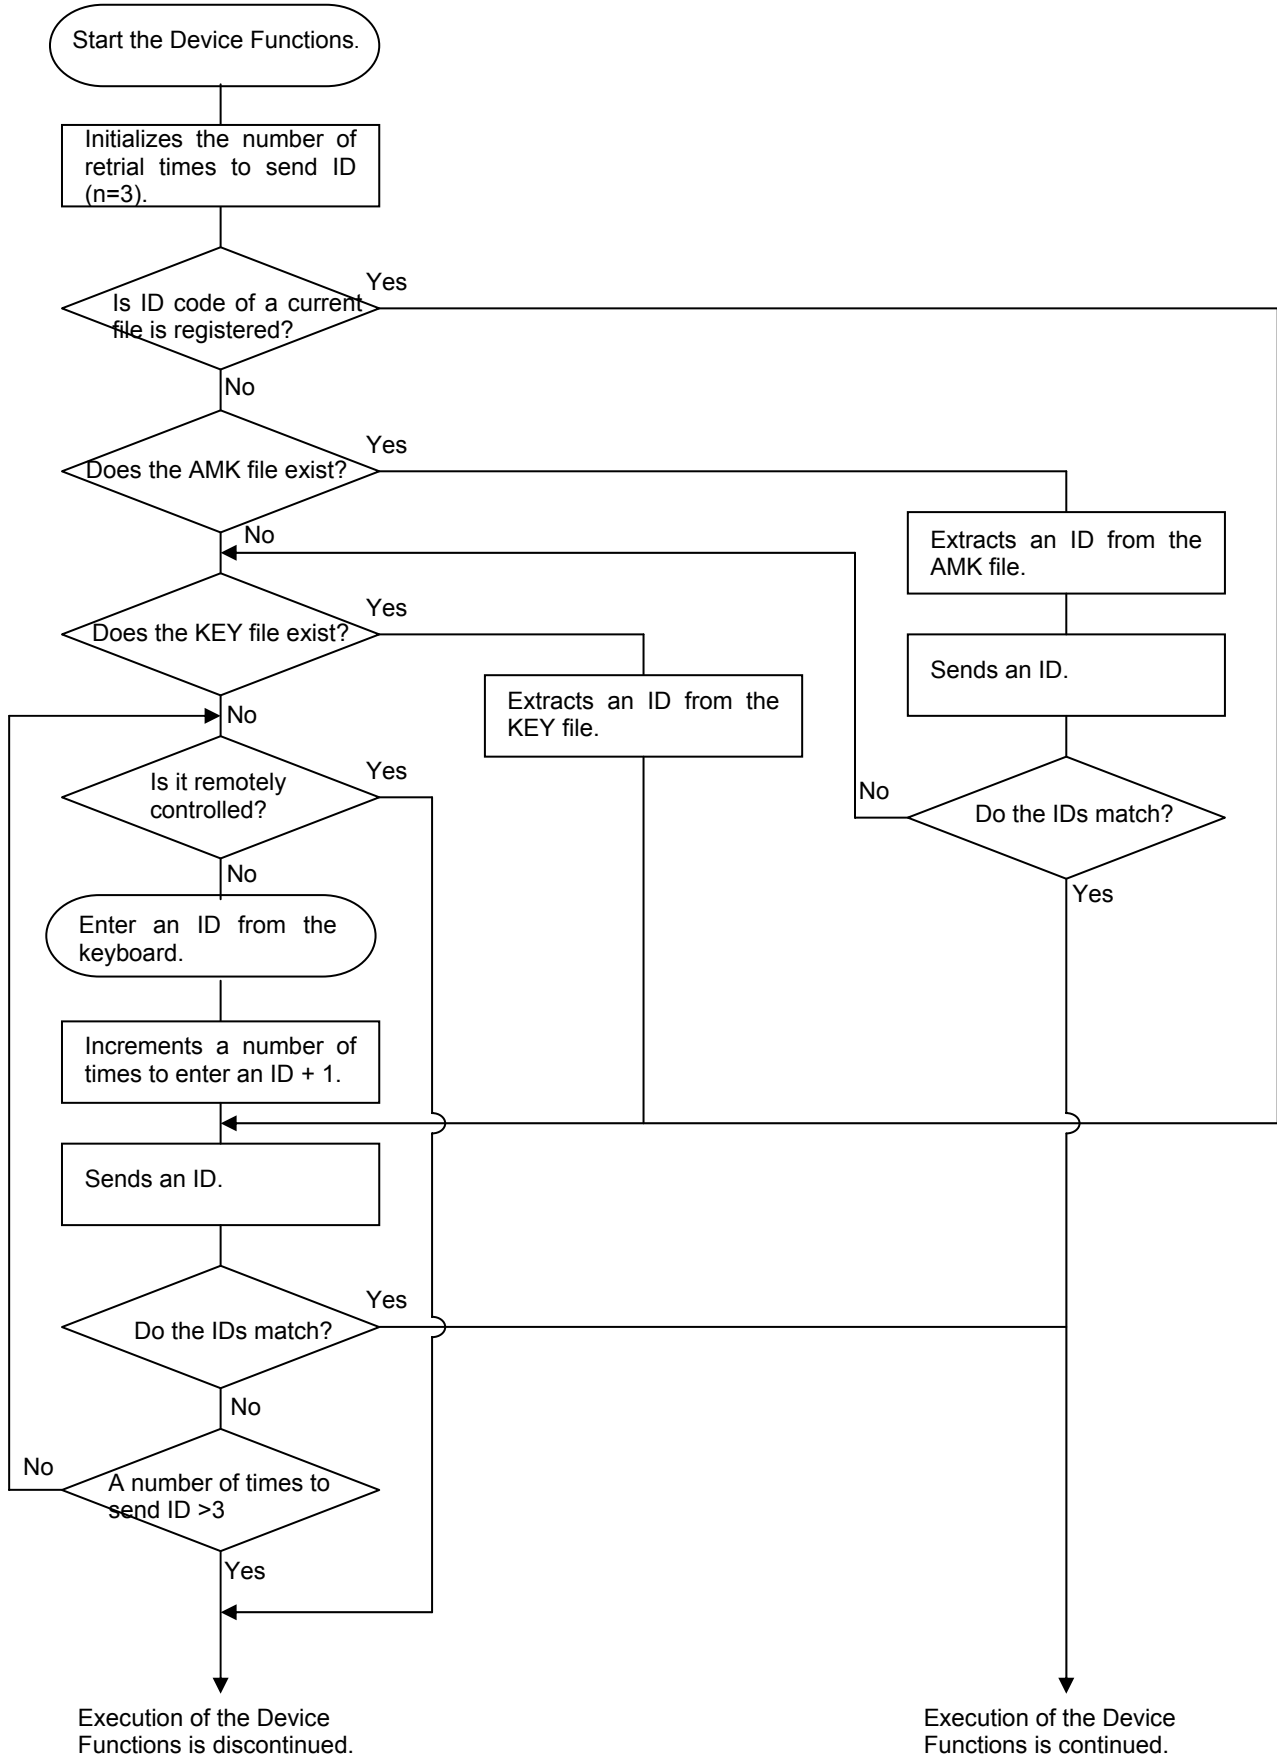 Start the Device Functions.
Initializes the number of
retrial times to send ID
(n=3).
Yes
Is ID code of a current
file is registered?
No
Yes
Does the AMK file exist?
No
Extracts an ID from the
AMK file.
Yes
Does the KEY file exist?
Sends an ID.
Extracts an ID from the
KEY file.
No
Yes
Is it remotely
controlled?
No
Do the IDs match?
No
Yes
Enter an ID from the
keyboard.
Increments a number of
times to enter an ID + 1.
Sends an ID.
Yes
Do the IDs match?
No
No
A number of times to
send ID >3
Yes
Execution of the Device
Functions is discontinued.
Execution of the Device
Functions is continued.